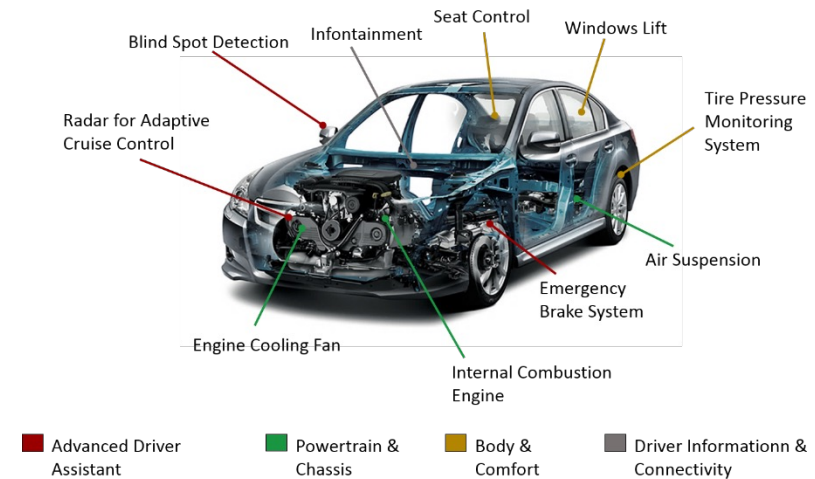 Seat Control
Infontainment
Windows Lift
Blind Spot Detection
Tire Pressure
Monitoring
System
Radar for Adaptive
Cruise Control
Air Suspension
Emergency
Brake System
Engine Cooling Fan
Internal Combustion
Engine
Advanced Driver
Assistant
Powertrain &
Chassis
Body &
Comfort
Driver Informationn &
Connectivity